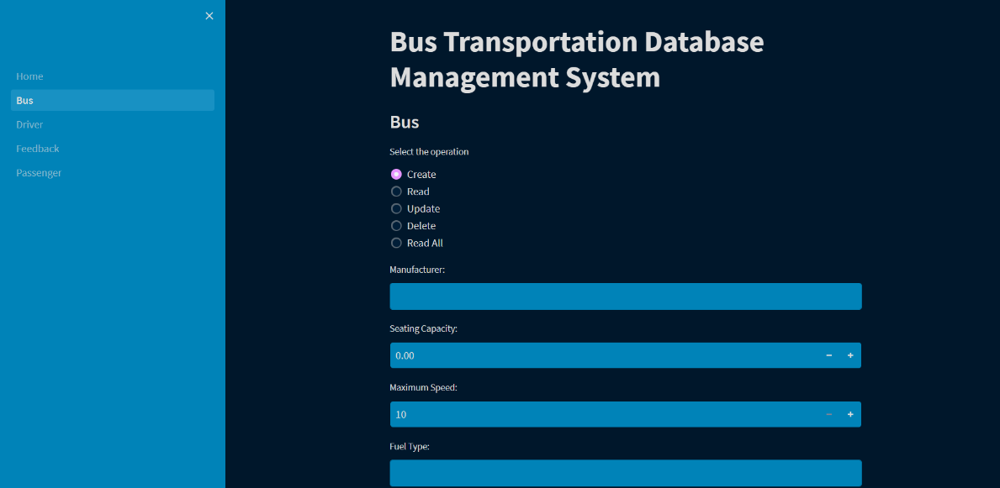 Home
Bus
Driver
Feedback
Passenger
Bus Transportation Database
Management System
Bus
Select the operation
Create
Read
Update
Delete
Read All
Manufacturer:
Seating Capacity:
0.00
Maximum Speed:
10
Fuel Type: